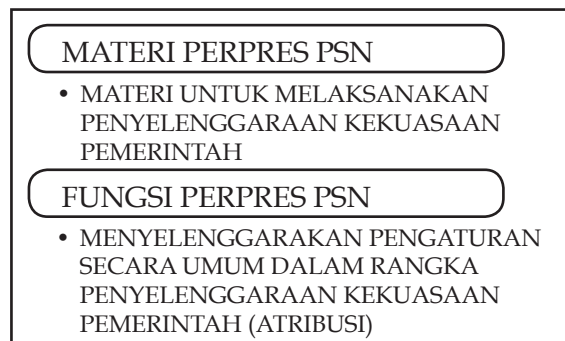 MATERI PERPRES PSN
• MATERI UNTUK MELAKSANAKAN
PENYELENGGARAAN KEKUASAAN
PEMERINTAH
FUNGSI PERPRES PSN
• MENYELENGGARAKAN PENGATURAN
SECARA UMUM DALAM RANGKA
PENYELENGGARAAN KEKUASAAN
PEMERINTAH (ATRIBUSI)